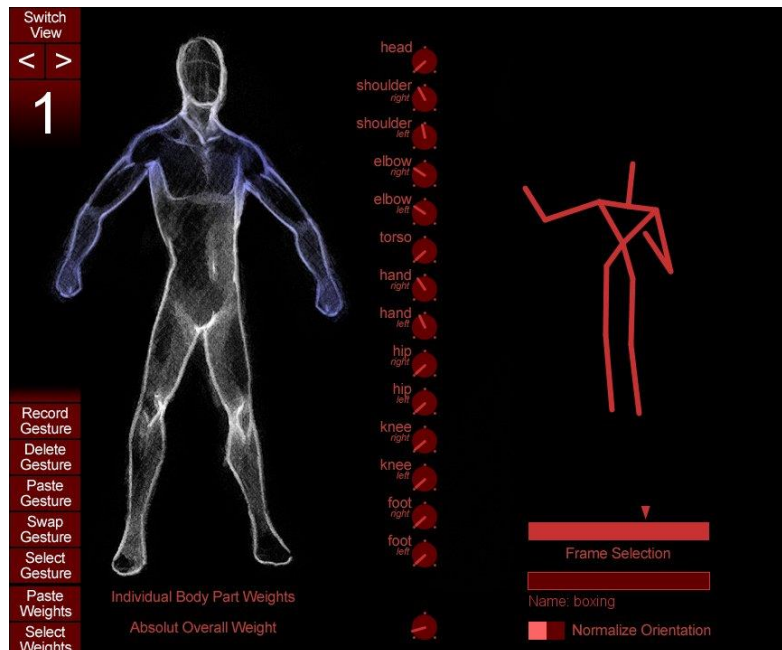 Switch
View
< >
1
Record
Gesture
Delete
Gesture
Paste
Gesture
Swap
Gesture
Select
Gesture
Paste
Weights
Select
Weights
head
shoulder
right
shoulder
left
elbow
right
elbow
left
torso
hand
right
hand
left
hip
right
hip
left
knee
right
knee
left
foot
right
foot
left
Individual Body Part Weights
Absolut Overall Weight
Frame Selection
Name: boxing
Normalize Orientation